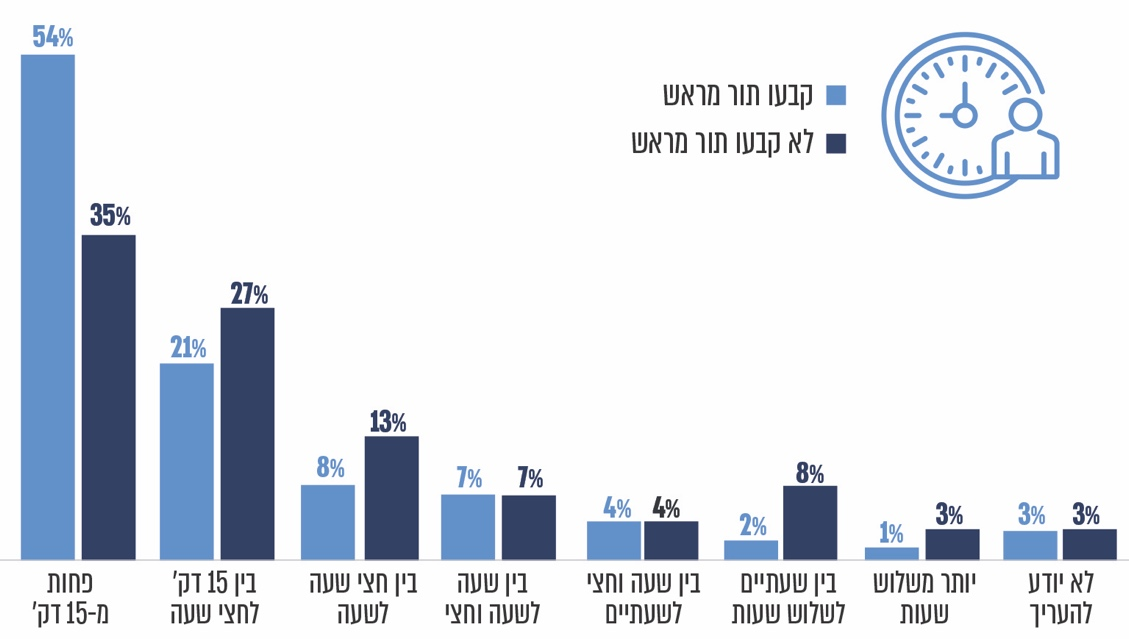 קבעו תור מראש
לא קבעו תור מראש
54%
35%
21%
27%
8%
13%
7%
7%
4%
4%
2%
8%
1%
3%
3%
3%
פחות
מ-15 דק'
בין 15 דק'
לחצי שעה
בין חצי שעה
לשעה
בין שעה
לשעה וחצי
בין שעה וחצי
לשעתיים
בין שעתיים
לשלוש שעות
יותר משלוש
שעות
לא יודע
להעריך